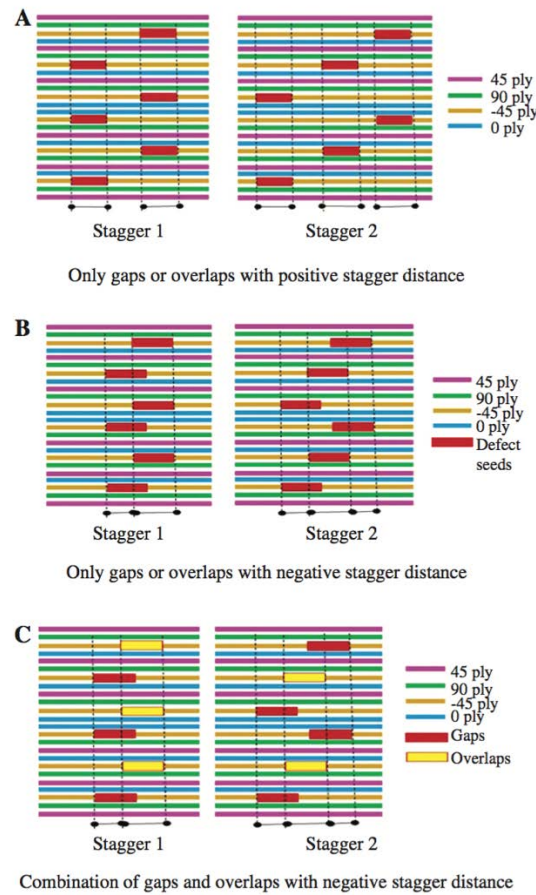 A
45 ply
90 ply
-45 ply
0 ply
Stagger 1
Stagger 2
Only gaps or overlaps with positive stagger distance
B
45 ply
90 ply
-45 ply
0 ply
Defect
seeds
Stagger 1
Stagger 2
Only gaps or overlaps with negative stagger distance
C
45 ply
90 ply
-45 ply
0 ply
Gaps
Overlaps
Stagger 1
Stagger 2
Combination of gaps and overlaps with negative stagger distance